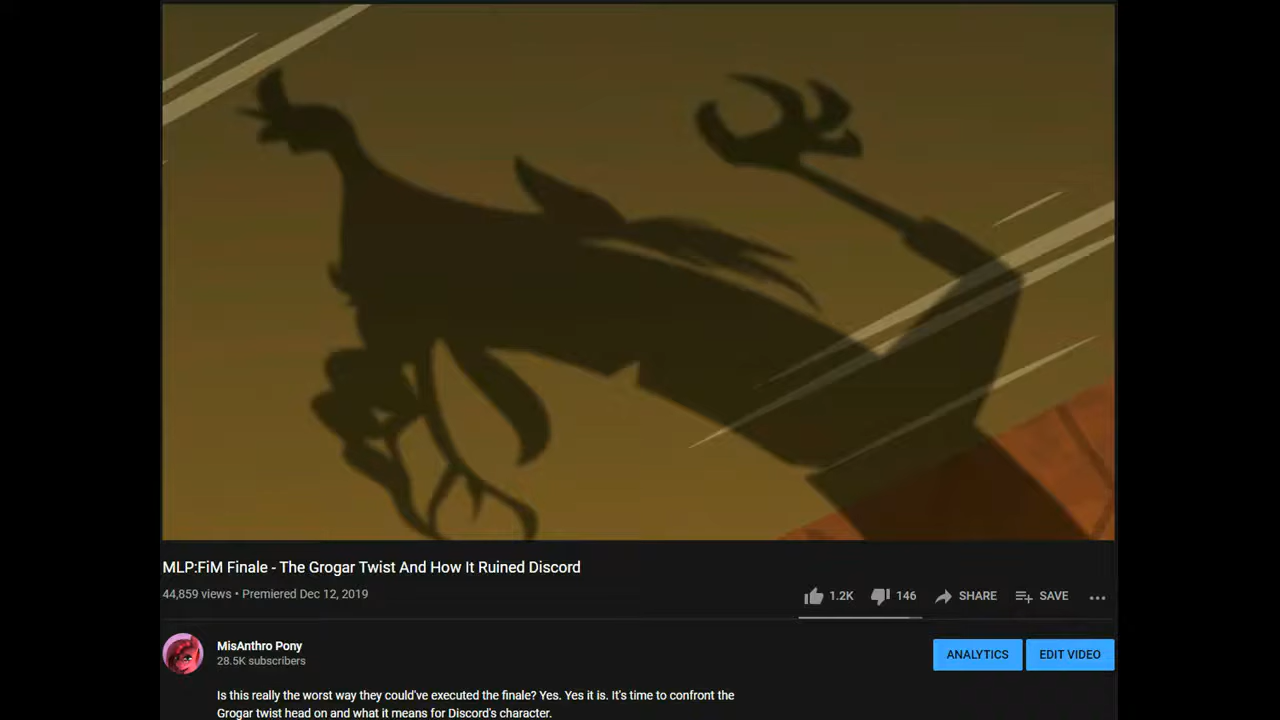 MLP:FiM Finale - The Grogar Twist And How It Ruined Discord
44,859 views • Premiered Dec 12, 2019
1.2K 146 SHARE SAVE
MisAnthro Pony
28.5K subscribers
ANALYTICS EDIT VIDEO
Is this really the worst way they could've executed the finale? Yes. Yes it is. It's time to confront the
Grogar twist head on and what it means for Discord's character.